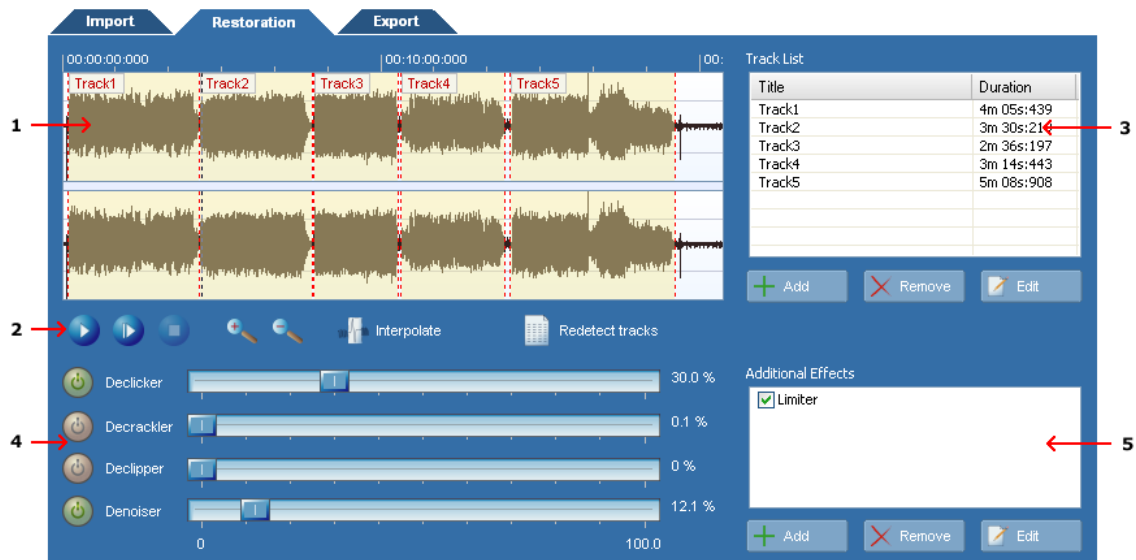 Import Restoration Export
00:00:00:000 00:10:00:000 00:
Track1 Track2 Track3 Track4 Track5
1
Track List
Title Duration
Track1 4m 05s:439
Track2 3m 30s:21
Track3 2m 36s:197
Track4 3m 14s:443
Track5 5m 08s:908
3
Add Remove Edit
2
Interpolate Redetect tracks
4
Declicker 30.0 %
Decrackler 0.1 %
Declipper 0 %
Denoiser 12.1 %
0 100.0
Additional Effects
Limiter
5
Add Remove Edit